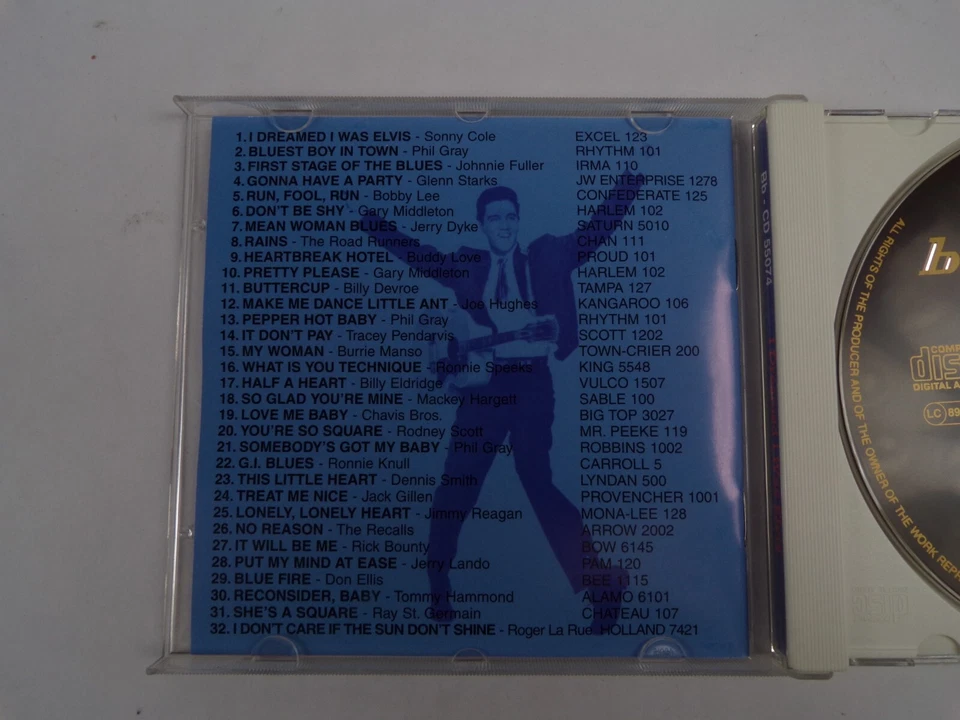 1. I DREAMED I WAS ELVIS - Sonny Cole EXCEL 123
2. BLUEST BOY IN TOWN - Phil Gray RHYTHM 101
3. FIRST STAGE OF THE BLUES - Johnnie Fuller IRMA 110
4. GONNA HAVE A PARTY - Glenn Starks JW ENTERPRISE 1278
5. RUN, FOOL, RUN - Bobby Lee CONFEDERATE 125
6. DON'T BE SHY - Gary Middleton HARLEM 102
7. MEAN WOMAN BLUES - Jerry Dyke SATURN 5010
8. RAINS - The Road Runners CHAN 111
9. HEARTBREAK HOTEL - Buddy Love PROUD 101
10. PRETTY PLEASE - Gary Middleton HARLEM 102
11. BUTTERCUP - Billy Devroe TAMPA 127
12. MAKE ME DANCE LITTLE ANT - Joe Hughes KANGAROO 106
13. PEPPER HOT BABY - Phil Gray RHYTHM 101
14. IT DON'T PAY - Tracey Pendarvis SCOTT 1202
15. MY WOMAN - Burrie Manso TOWN-CRIER 200
16. WHAT IS YOU TECHNIQUE - Ronnie Speeks KING 5548
17. HALF A HEART - Billy Eldridge VULCO 1507
18. SO GLAD YOU'RE MINE - Mackey Hargett SABLE 100
19. LOVE ME BABY - Chavis Bros. BIG TOP 3027
20. YOU'RE SO SQUARE - Rodney Scott MR. PEEKE 119
21. SOMEBODY'S GOT MY BABY - Phil Gray ROBBINS 1002
22. G.I. BLUES - Ronnie Knull CARROLL 5
23. THIS LITTLE HEART - Dennis Smith LYNDAN 500
24. TREAT ME NICE - Jack Gillen PROVENCHER 1001
25. LONELY, LONELY HEART - Jimmy Reagan MONA-LEE 128
26. NO REASON - The Recalls ARROW 2002
27. IT WILL BE ME - Rick Bounty BOW 6145
28. PUT MY MIND AT EASE - Jerry Lando PAM 120
29. BLUE FIRE - Don Ellis BEE 1115
30. RECONSIDER, BABY - Tommy Hammond ALAMO 6101
31. SHE'S A SQUARE - Ray St. Germain CHATEAU 107
32. I DON'T CARE IF THE SUN DON'T SHINE - Roger La Rue HOLLAND 7421
Bb - CD 55074
ALL RIGHTS OF THE PRODUCER AND OF THE OWNER OF THE WORK REPR
b
COMP
dis
DIGITAL A
LC 89